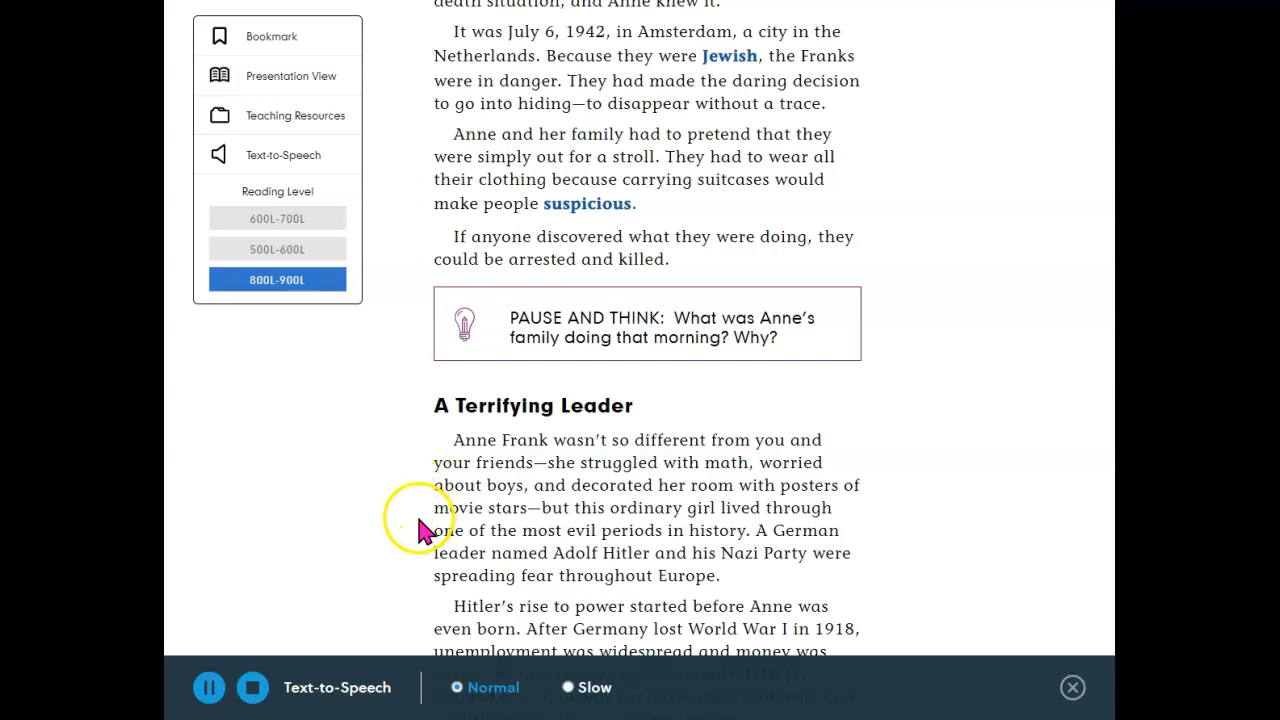 death situation, and Anne knew it.
Bookmark
Presentation View
Teaching Resources
Text-to-Speech
Reading Level
600L-700L
500L-600L
800L-900L
It was July 6, 1942, in Amsterdam, a city in the
Netherlands. Because they were Jewish, the Franks
were in danger. They had made the daring decision
to go into hiding—to disappear without a trace.
Anne and her family had to pretend that they
were simply out for a stroll. They had to wear all
their clothing because carrying suitcases would
make people suspicious.
If anyone discovered what they were doing, they
could be arrested and killed.
PAUSE AND THINK: What was Anne's
family doing that morning? Why?
A Terrifying Leader
Anne Frank wasn't so different from you and
your friends—she struggled with math, worried
about boys, and decorated her room with posters of
movie stars—but this ordinary girl lived through
one of the most evil periods in history. A German
leader named Adolf Hitler and his Nazi Party were
spreading fear throughout Europe.
Hitler's rise to power started before Anne was
even born. After Germany lost World War I in 1918,
unemployment was widespread and money was
Text-to-Speech
Normal
Slow